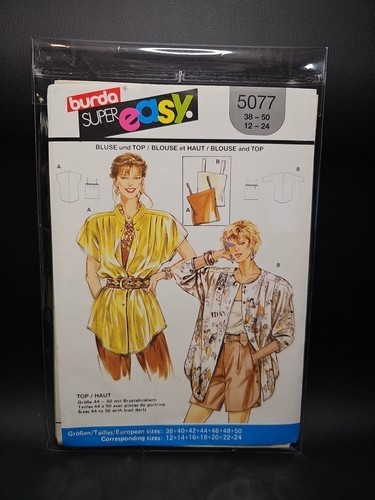 burda
SUPER easy.
5077
38 – 50
12 – 24
BLUSE und TOP / BLOUSE et HAUT / BLOUSE and TOP
A
A
B
B
B
TOP / HAUT
Größe 44 – 50 mit Brustabnähern
Tailles 44 à 50 avec pinces de poitrine
Sizes 44 to 50 with bust darts
Größen/Tailles/European sizes: 38•40•42•44•46•48•50
Corresponding sizes: 12•14•16•18•20•22•24